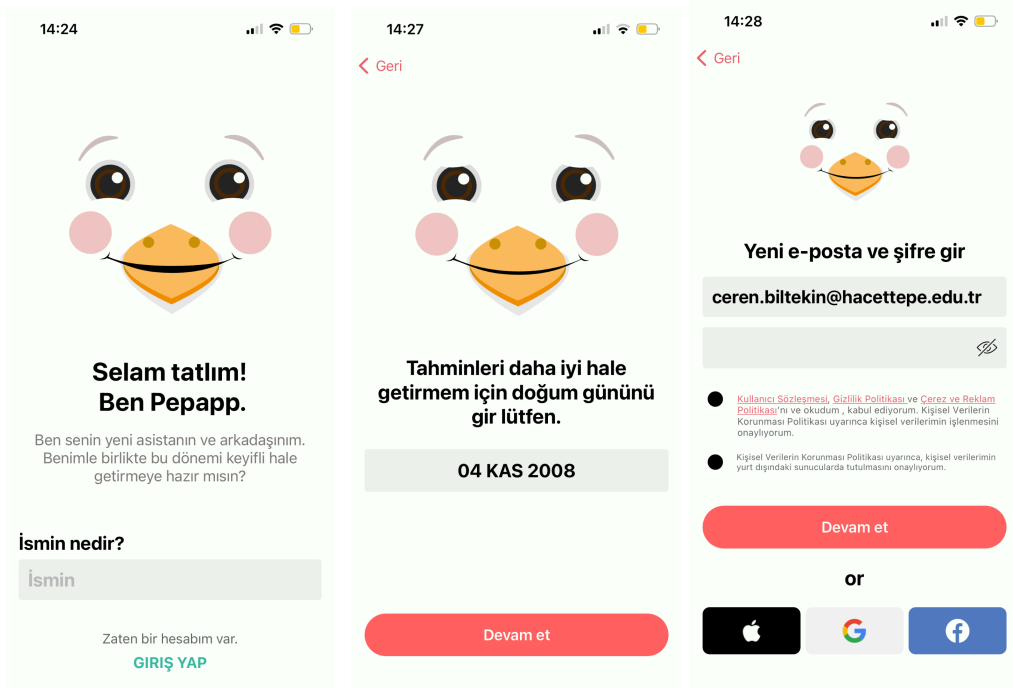 14:24
Selam tatlım!
Ben Pepapp.
Ben senin yeni asistanın ve arkadaşınım.
Benimle birlikte bu dönemi keyifli hale
getirmeye hazır mısın?
İsmin nedir?
İsmin
Zaten bir hesabım var.
GIRIŞ YAP
14:27
Geri
Tahminleri daha iyi hale
getirmem için doğum gününü
gir lütfen.
04 KAS 2008
Devam et
14:28
Geri
Yeni e-posta ve şifre gir
ceren.biltekin@hacettepe.edu.tr
Kullanıcı Sözleşmesi, Gizlilik Politikası ve Çerez ve Reklam
Politikası'nı ve okudum , kabul ediyorum. Kişisel Verilerin
Korunması Politikası uyarınca kişisel verilerimin işlenmesini
onaylıyorum.
Kişisel Verilerin Korunması Politikası uyarınca, kişisel verilerimin
yurt dışındaki sunucularda tutulmasını onaylıyorum.
Devam et
or